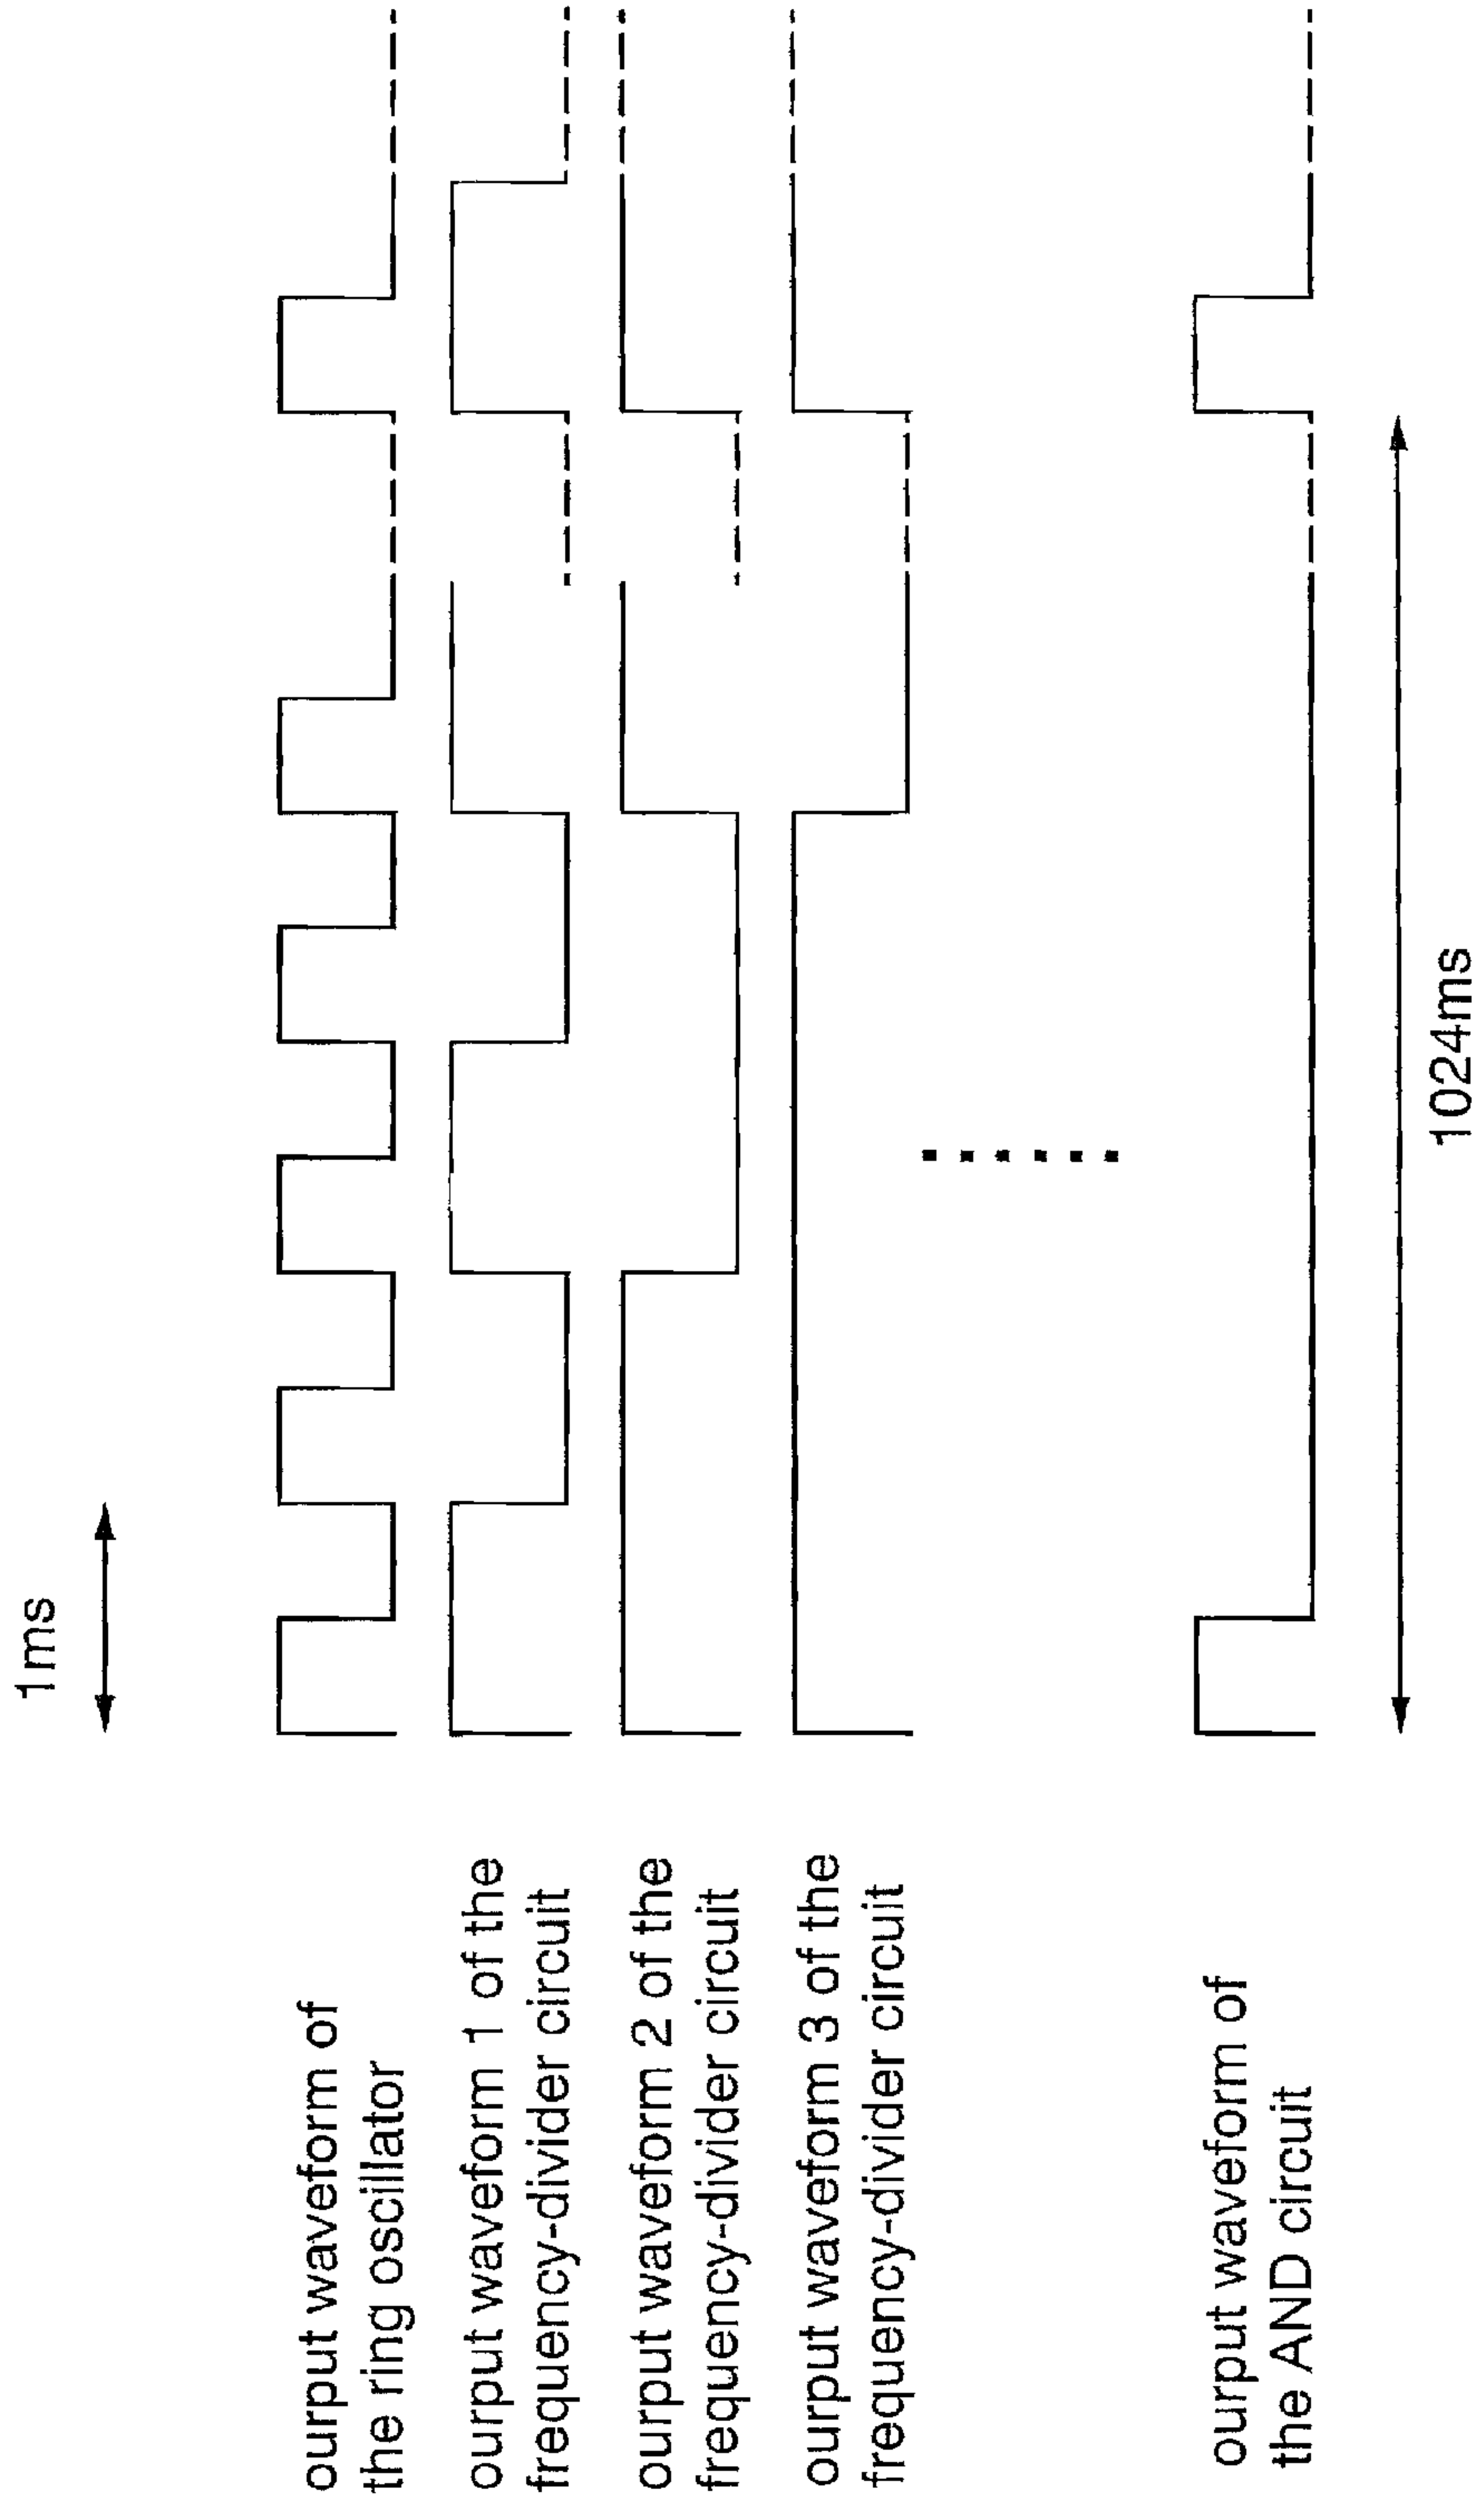 1ms
ourput waveform of
the ring oscillator
ourput waveform 1 of the
frequency-divider circuit
ourput waveform 2 of the
frequency-divider circuit
ourput waveform 3 of the
frequency-divider circuit
ourput waveform of
the AND circuit
1024ms